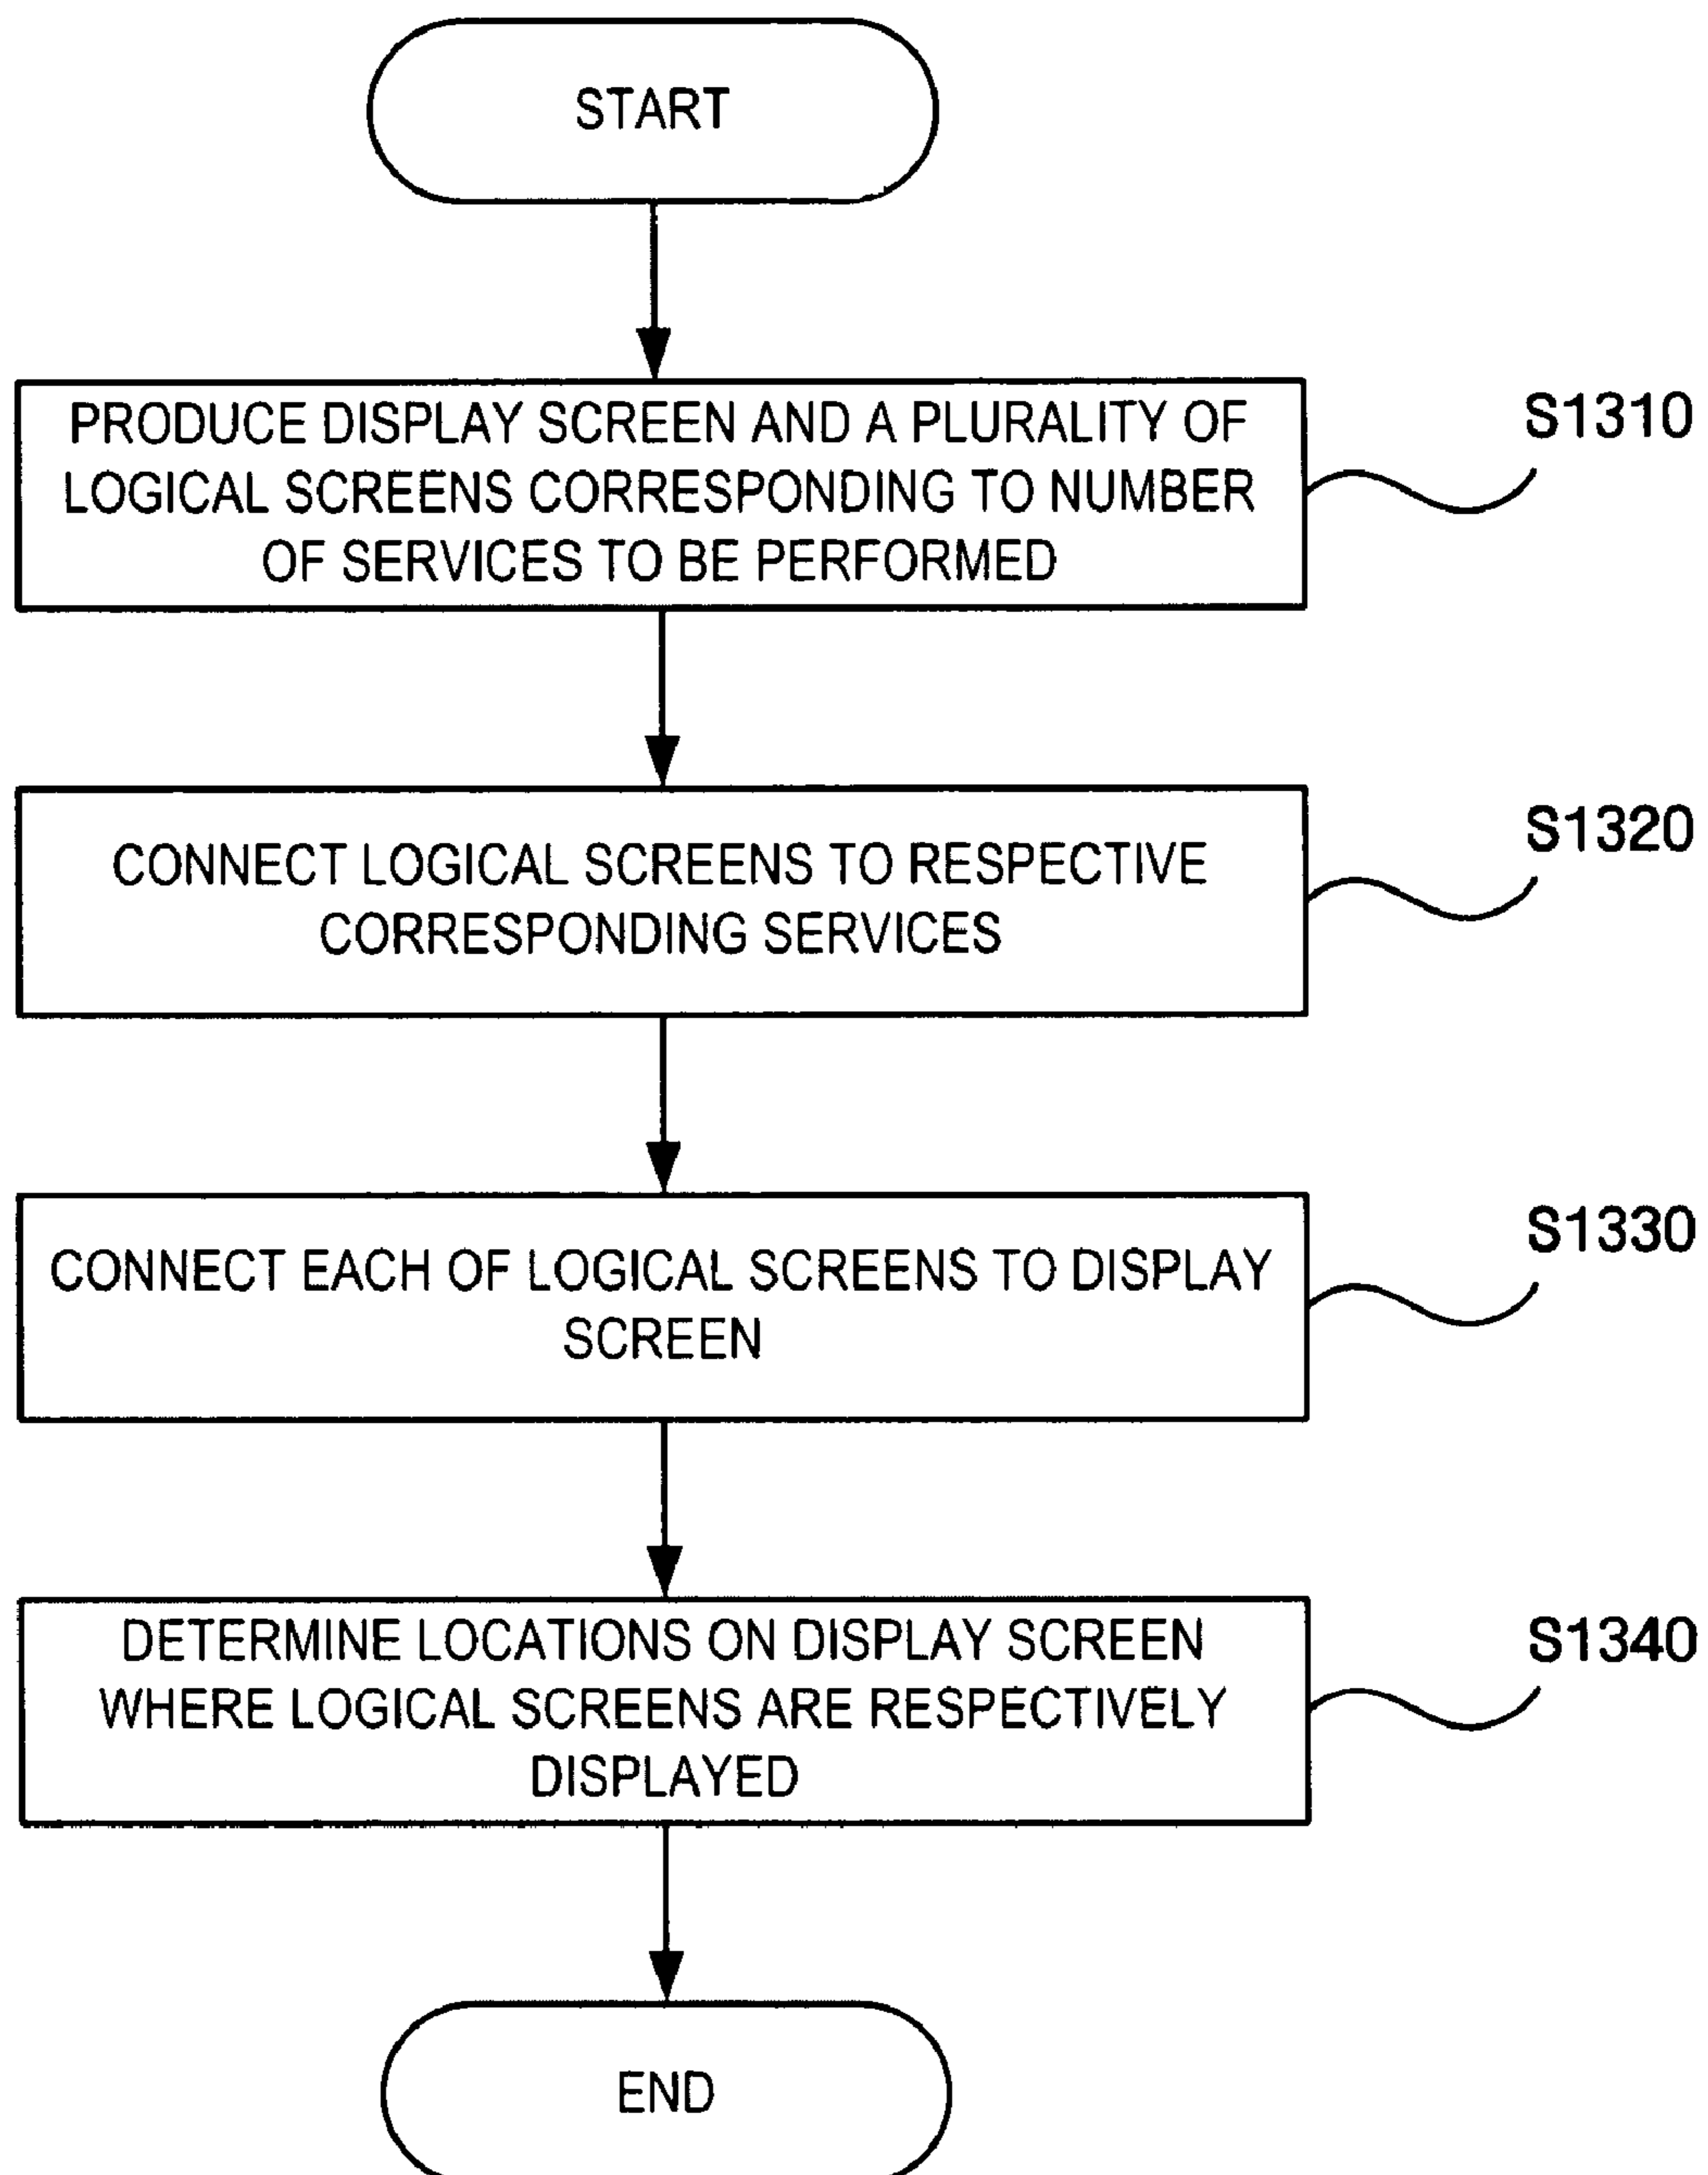 START
PRODUCE DISPLAY SCREEN AND A PLURALITY OF
LOGICAL SCREENS CORRESPONDING TO NUMBER
OF SERVICES TO BE PERFORMED
S1310
CONNECT LOGICAL SCREENS TO RESPECTIVE
CORRESPONDING SERVICES
S1320
CONNECT EACH OF LOGICAL SCREENS TO DISPLAY
SCREEN
S1330
DETERMINE LOCATIONS ON DISPLAY SCREEN
WHERE LOGICAL SCREENS ARE RESPECTIVELY
DISPLAYED
S1340
END